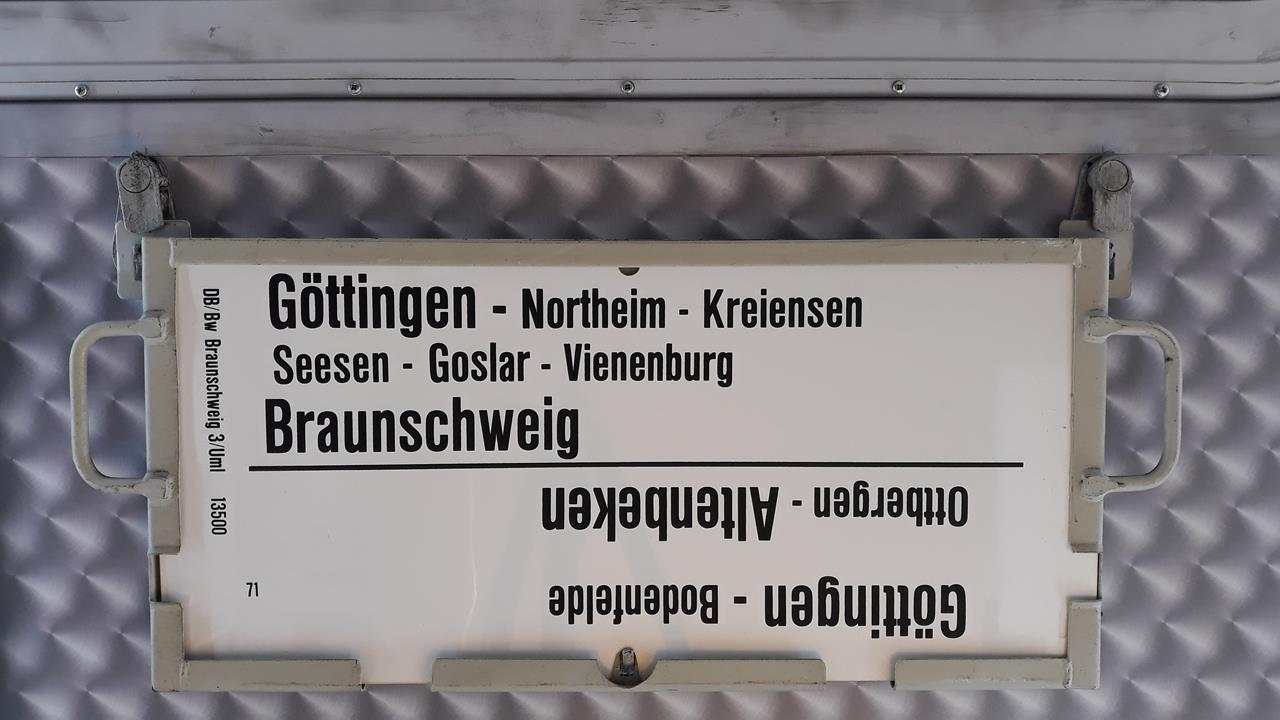 Göttingen - Northeim - Kreiensen
Seesen - Goslar - Vienenburg
Braunschweig
Göttingen - Bodenfelde
Ottbergen - Altenbeken
DB/Bw Braunschweig 3/Uml 13500
71